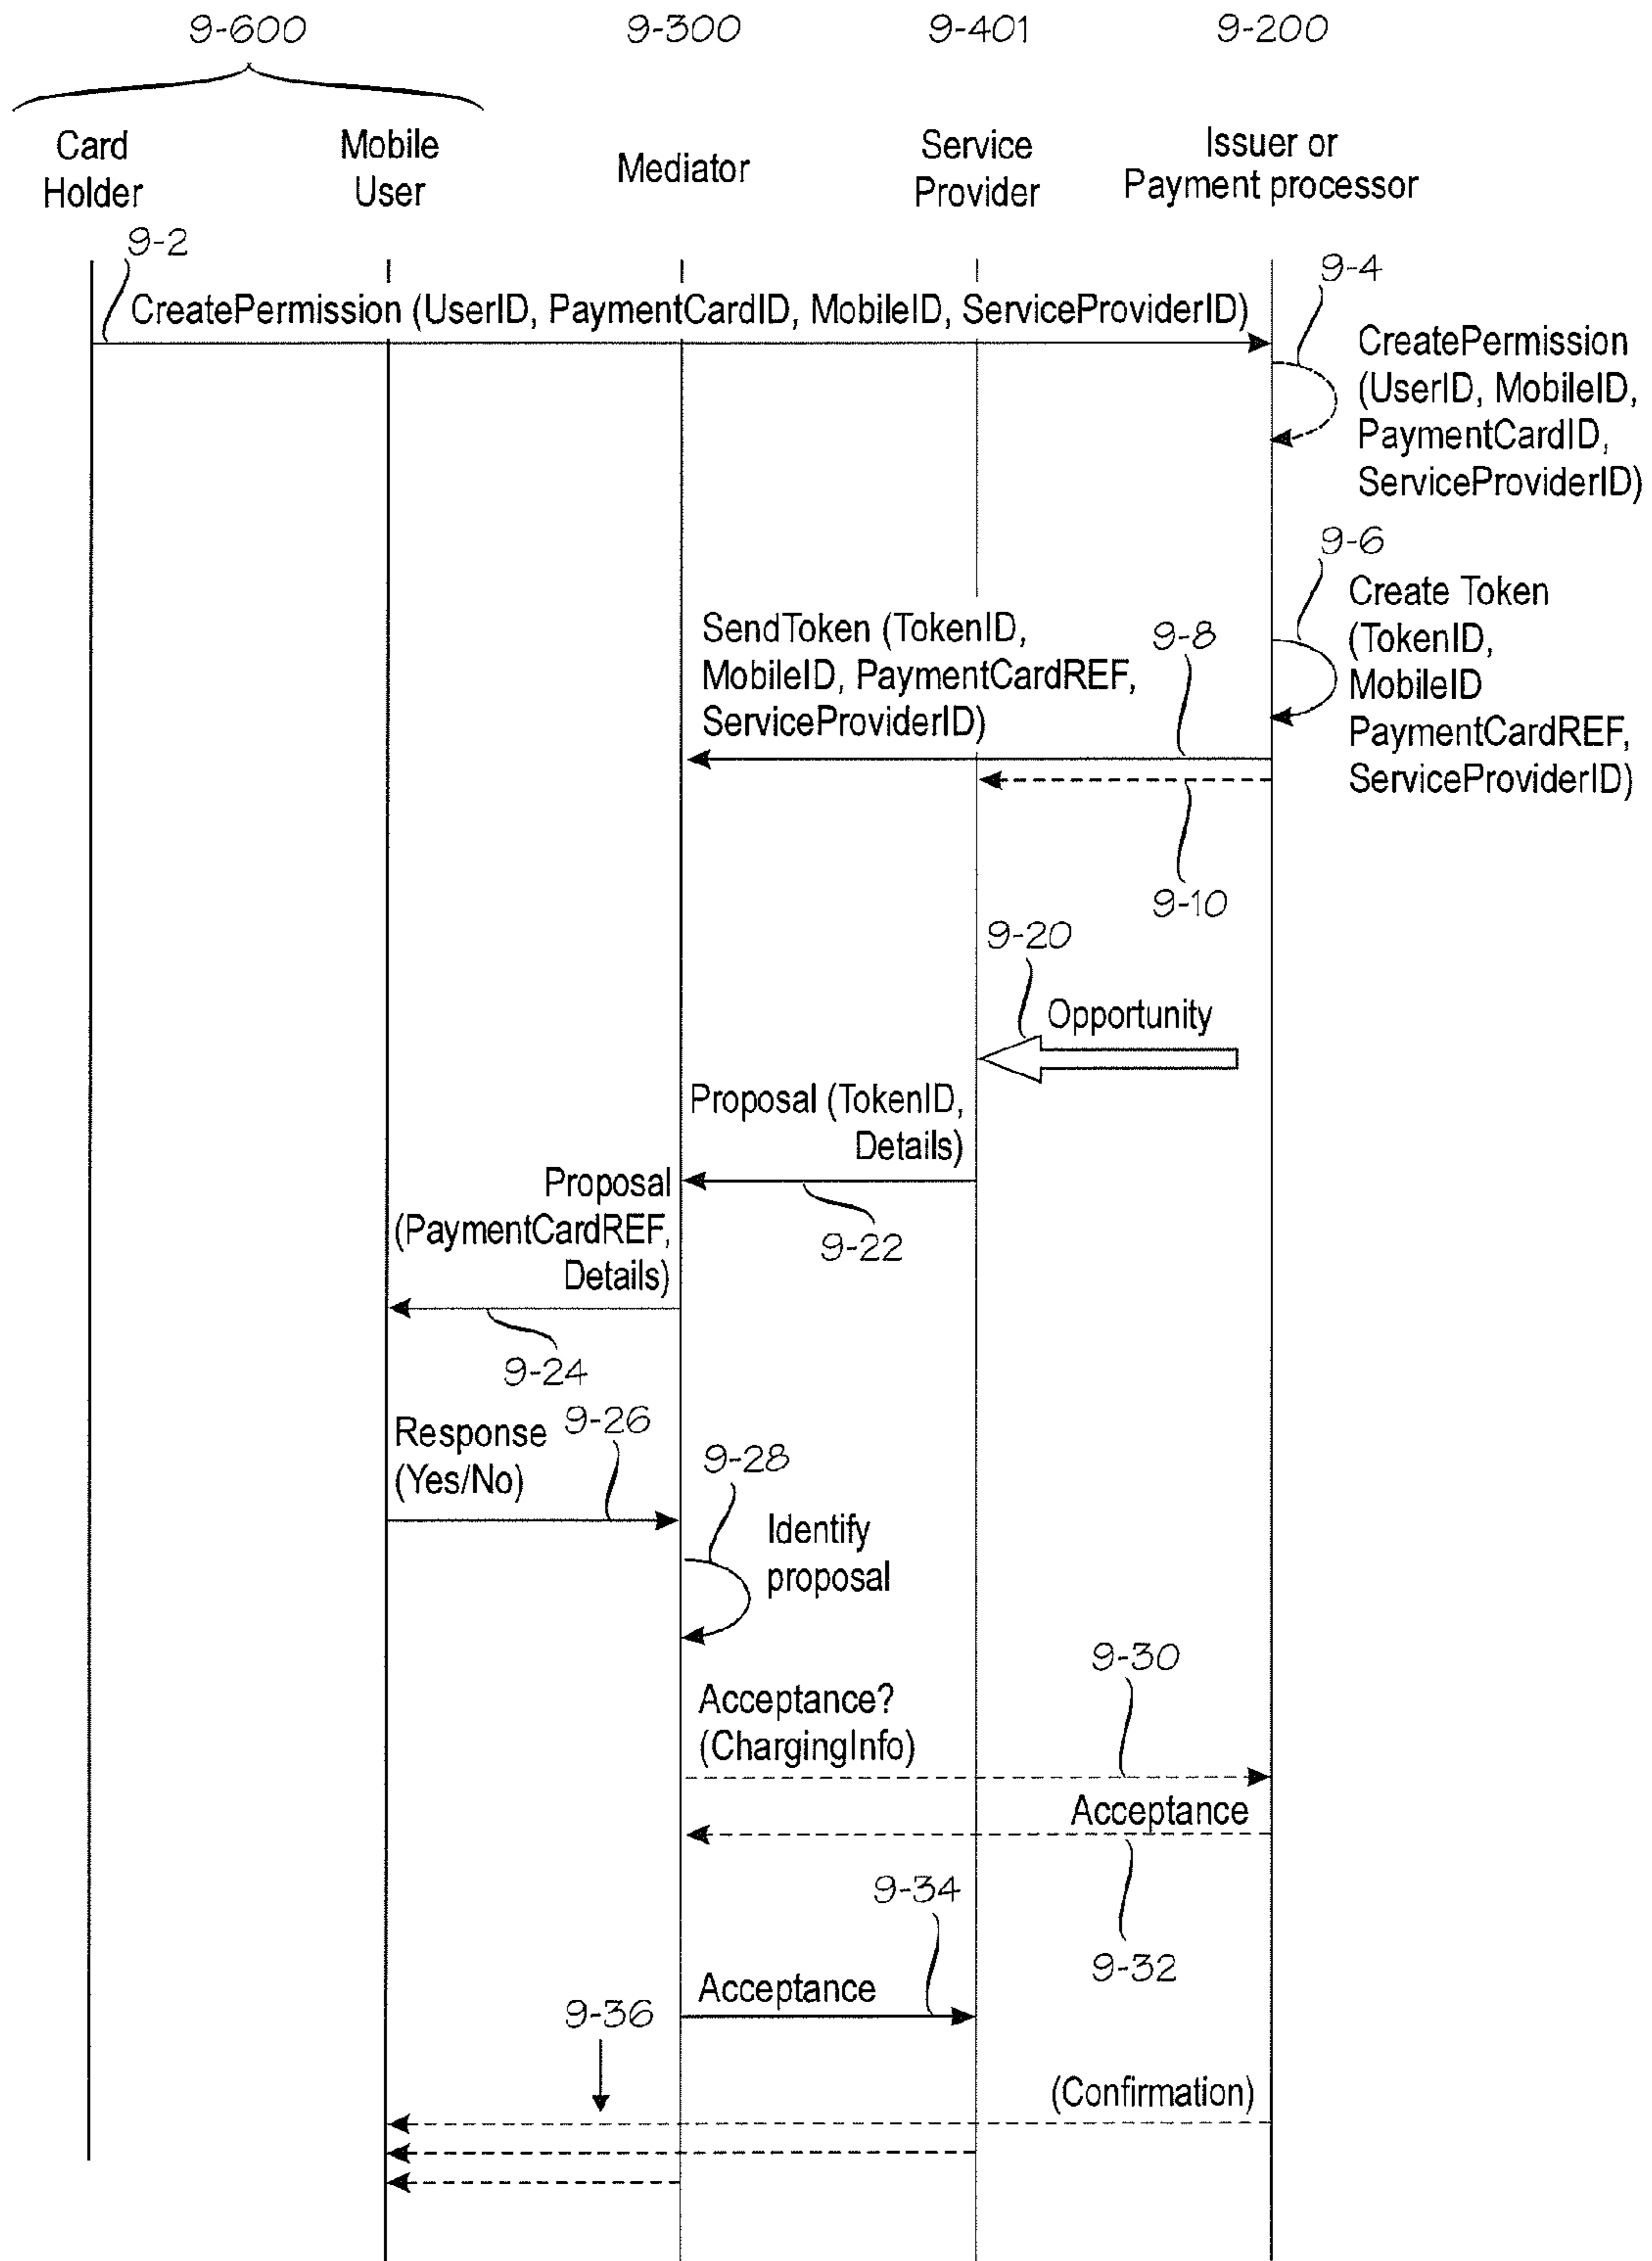 9-600
9-300
9-401
9-200
Card
Holder
Mobile
User
Mediator
Service
Provider
Issuer or
Payment processor
9-2
9-4
CreatePermission (UserID, PaymentCardID, MobileID, ServiceProviderID)
CreatePermission
(UserID, MobileID,
PaymentCardID,
ServiceProviderID)
9-6
Create Token
(TokenID,
MobileID
PaymentCardREF,
ServiceProviderID)
SendToken (TokenID,
MobileID, PaymentCardREF,
ServiceProviderID)
9-8
9-10
9-20
Opportunity
Proposal (TokenID,
Details)
9-22
Proposal
(PaymentCardREF,
Details)
9-24
Response
(Yes/No)
9-26
9-28
Identify
proposal
9-30
Acceptance?
(ChargingInfo)
Acceptance
9-32
9-34
Acceptance
9-36
(Confirmation)